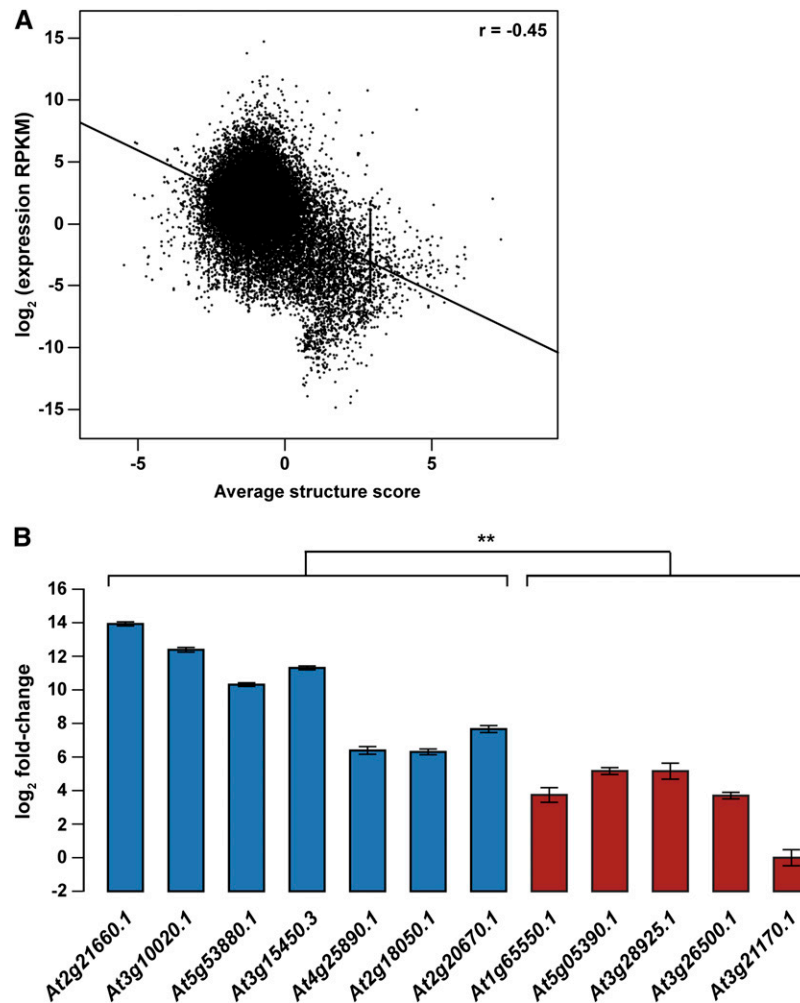 A
r = -0.45
log2 (expression RPKM)
15
10
5
0
-5
-10
-15
-5
0
5
Average structure score
B
**
log2 fold-change
16
14
12
10
8
6
4
2
0
-2
At2g21660.1
At3g10020.1
At5g53880.1
At3g15450.3
At4g25890.1
At2g18050.1
At2g20670.1
At1g65550.1
At5g05390.1
At3g28925.1
At3g26500.1
At3g21170.1